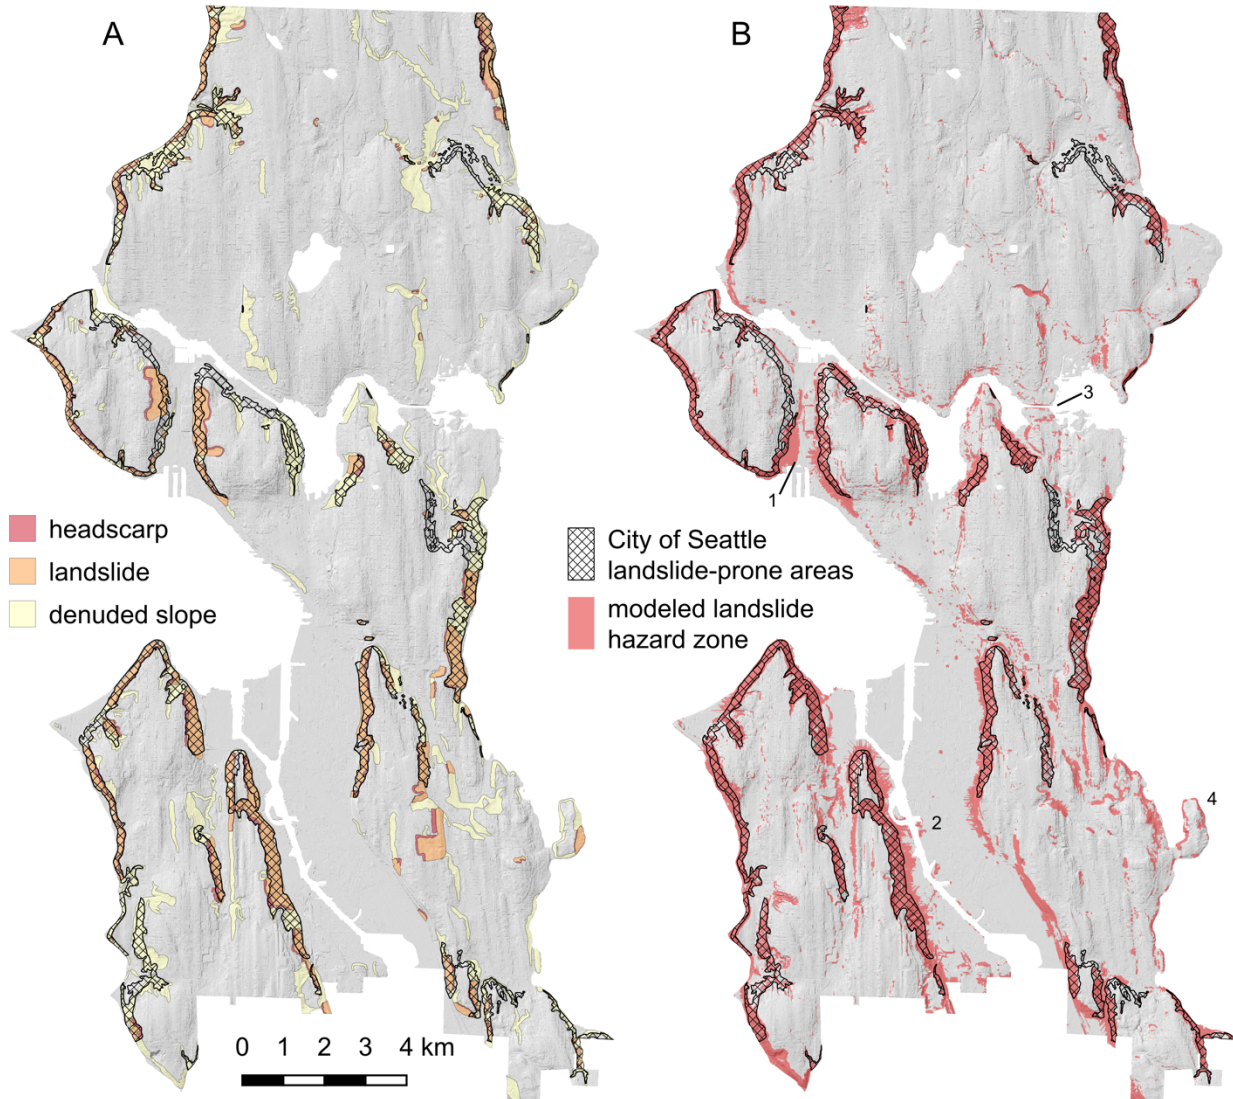 A
B
3
1
headscarp
landslide
denuded slope
City of Seattle
landslide-prone areas
modeled landslide
hazard zone
4
2
0 1 2 3 4 km